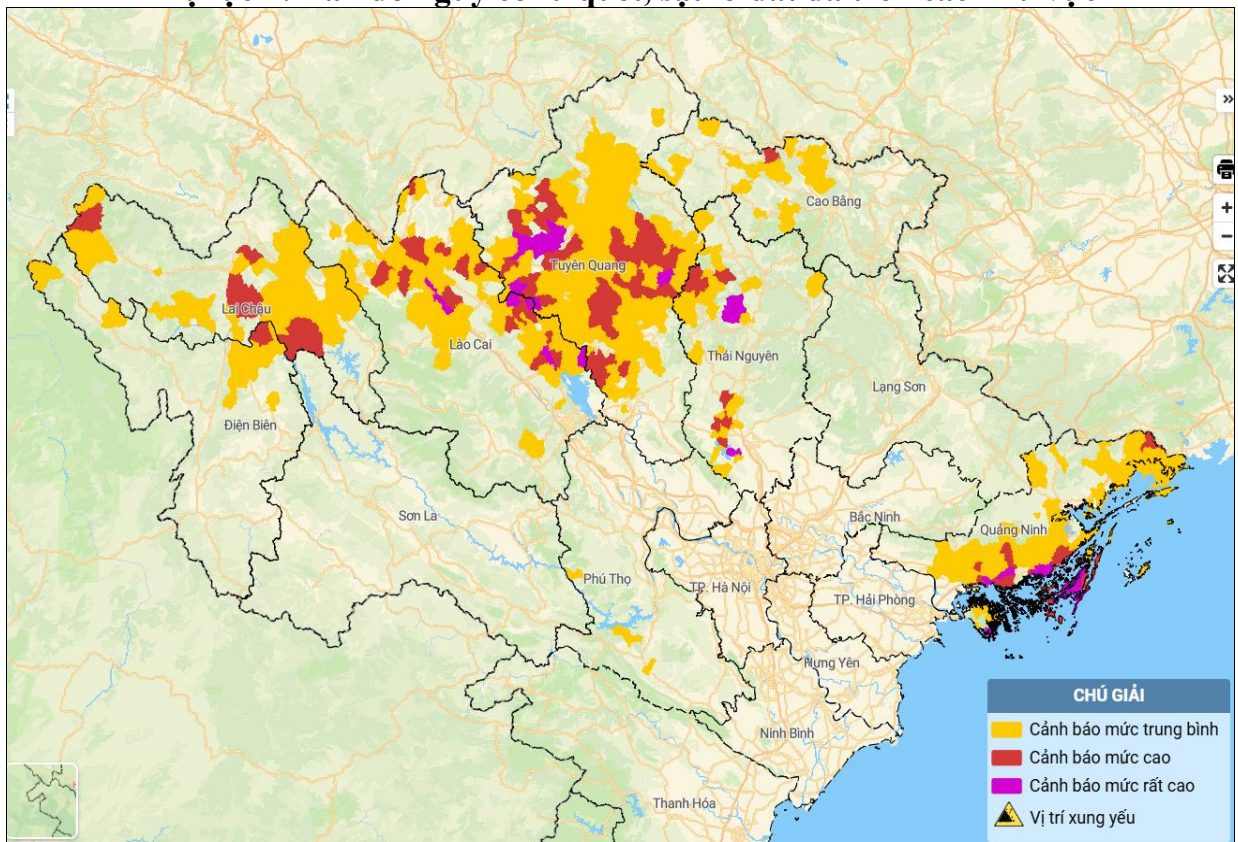 »
+
−
Cao Bằng
Tuyên Quang
Lai Châu
Lào Cai
Thái Nguyên
Lạng Sơn
Điện Biên
Sơn La
Bắc Ninh
Quảng Ninh
Phú Thọ
TP. Hà Nội
TP. Hải Phòng
Hưng Yên
Ninh Bình
Thanh Hóa
CHÚ GIẢI
Cảnh báo mức trung bình
Cảnh báo mức cao
Cảnh báo mức rất cao
Vị trí xung yếu